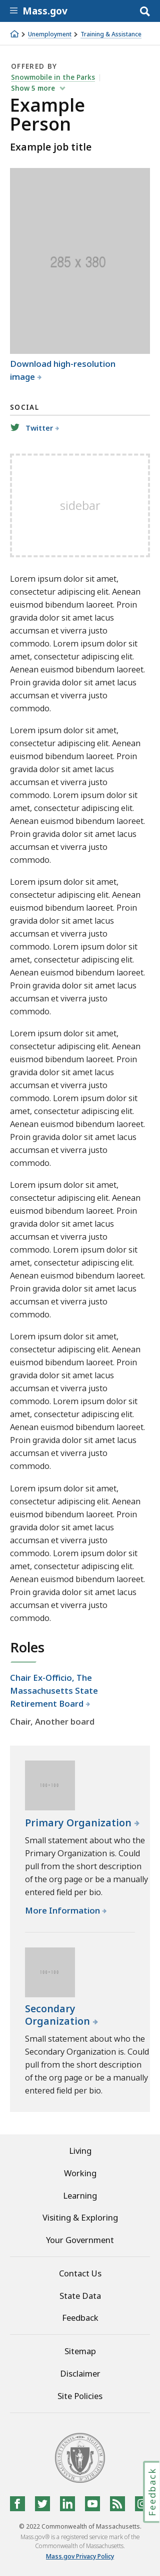 Mass.gov
Unemployment
Training & Assistance
OFFERED BY
Snowmobile in the Parks
Show 5 more
Example
Person
Example job title
285 x 380
Download high-resolution
image
SOCIAL
Twitter
sidebar
Lorem ipsum dolor sit amet,
consectetur adipiscing elit. Aenean
euismod bibendum laoreet. Proin
gravida dolor sit amet lacus
accumsan et viverra justo
commodo. Lorem ipsum dolor sit
amet, consectetur adipiscing elit.
Aenean euismod bibendum laoreet.
Proin gravida dolor sit amet lacus
accumsan et viverra justo
commodo.
Lorem ipsum dolor sit amet,
consectetur adipiscing elit. Aenean
euismod bibendum laoreet. Proin
gravida dolor sit amet lacus
accumsan et viverra justo
commodo. Lorem ipsum dolor sit
amet, consectetur adipiscing elit.
Aenean euismod bibendum laoreet.
Proin gravida dolor sit amet lacus
accumsan et viverra justo
commodo.
Lorem ipsum dolor sit amet,
consectetur adipiscing elit. Aenean
euismod bibendum laoreet. Proin
gravida dolor sit amet lacus
accumsan et viverra justo
commodo. Lorem ipsum dolor sit
amet, consectetur adipiscing elit.
Aenean euismod bibendum laoreet.
Proin gravida dolor sit amet lacus
accumsan et viverra justo
commodo.
Lorem ipsum dolor sit amet,
consectetur adipiscing elit. Aenean
euismod bibendum laoreet. Proin
gravida dolor sit amet lacus
accumsan et viverra justo
commodo. Lorem ipsum dolor sit
amet, consectetur adipiscing elit.
Aenean euismod bibendum laoreet.
Proin gravida dolor sit amet lacus
accumsan et viverra justo
commodo.
Lorem ipsum dolor sit amet,
consectetur adipiscing elit. Aenean
euismod bibendum laoreet. Proin
gravida dolor sit amet lacus
accumsan et viverra justo
commodo. Lorem ipsum dolor sit
amet, consectetur adipiscing elit.
Aenean euismod bibendum laoreet.
Proin gravida dolor sit amet lacus
accumsan et viverra justo
commodo.
Lorem ipsum dolor sit amet,
consectetur adipiscing elit. Aenean
euismod bibendum laoreet. Proin
gravida dolor sit amet lacus
accumsan et viverra justo
commodo. Lorem ipsum dolor sit
amet, consectetur adipiscing elit.
Aenean euismod bibendum laoreet.
Proin gravida dolor sit amet lacus
accumsan et viverra justo
commodo.
Lorem ipsum dolor sit amet,
consectetur adipiscing elit. Aenean
euismod bibendum laoreet. Proin
gravida dolor sit amet lacus
accumsan et viverra justo
commodo. Lorem ipsum dolor sit
amet, consectetur adipiscing elit.
Aenean euismod bibendum laoreet.
Proin gravida dolor sit amet lacus
accumsan et viverra justo
commodo.
Roles
Chair Ex-Officio, The
Massachusetts State
Retirement Board
Chair, Another board
Primary Organization
Small statement about who the
Primary Organization is. Could
pull from the short description
of the org page or be a manually
entered field per bio.
More Information
Secondary
Organization
Small statement about who the
Secondary Organization is. Could
pull from the short description
of the org page or be a manually
entered field per bio.
Living
Working
Learning
Visiting & Exploring
Your Government
Contact Us
State Data
Feedback
Sitemap
Disclaimer
Site Policies
Feedback
© 2022 Commonwealth of Massachusetts.
Mass.gov® is a registered service mark of the
Commonwealth of Massachusetts.
Mass.gov Privacy Policy